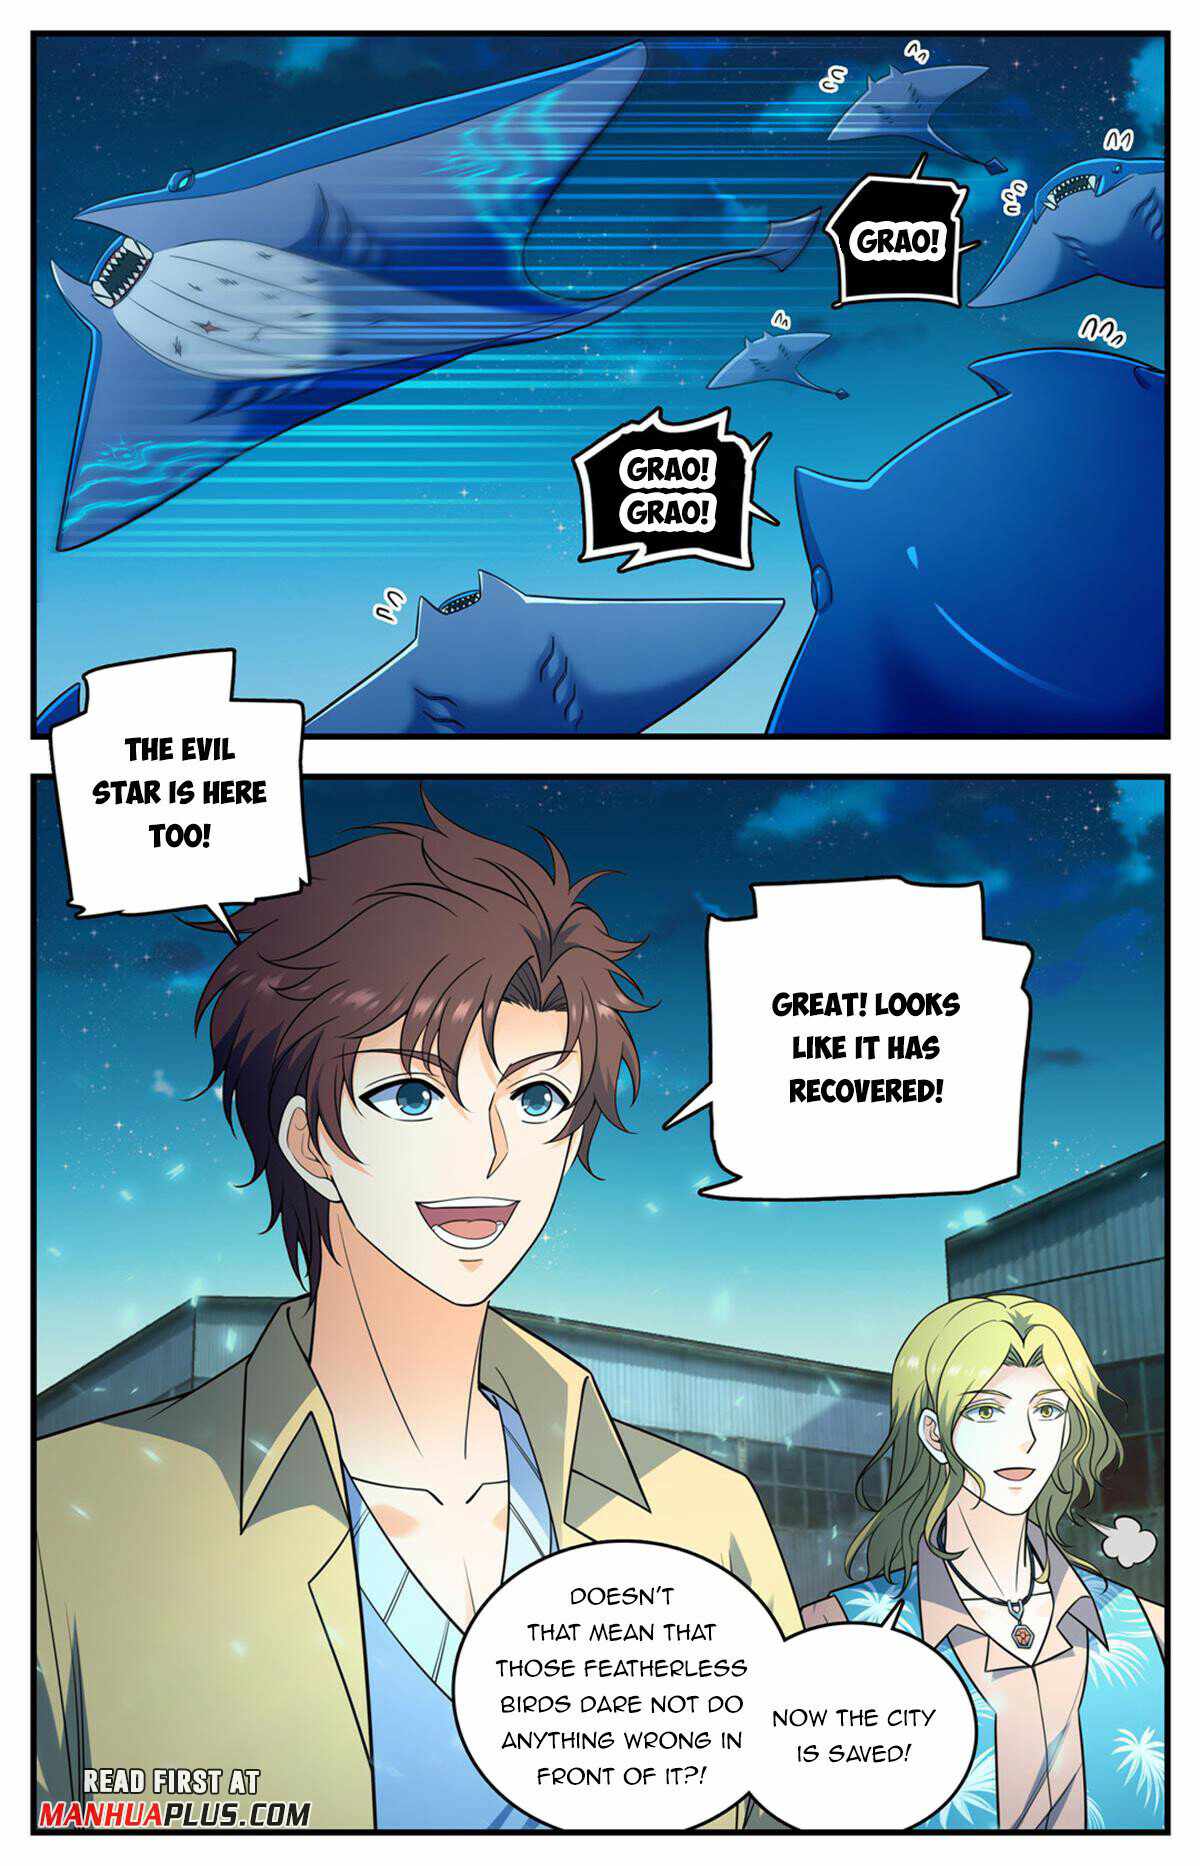 GRAO!
GRAO!
GRAO!
THE EVIL
STAR IS HERE
TOO!
GREAT! LOOKS
LIKE IT HAS
RECOVERED!
DOESN'T
THAT MEAN THAT
THOSE FEATHERLESS
BIRDS DARE NOT DO
ANYTHING WRONG IN
FRONT OF IT?!
NOW THE CITY
IS SAVED!
READ FIRST AT
MANHUAPLUS.COM